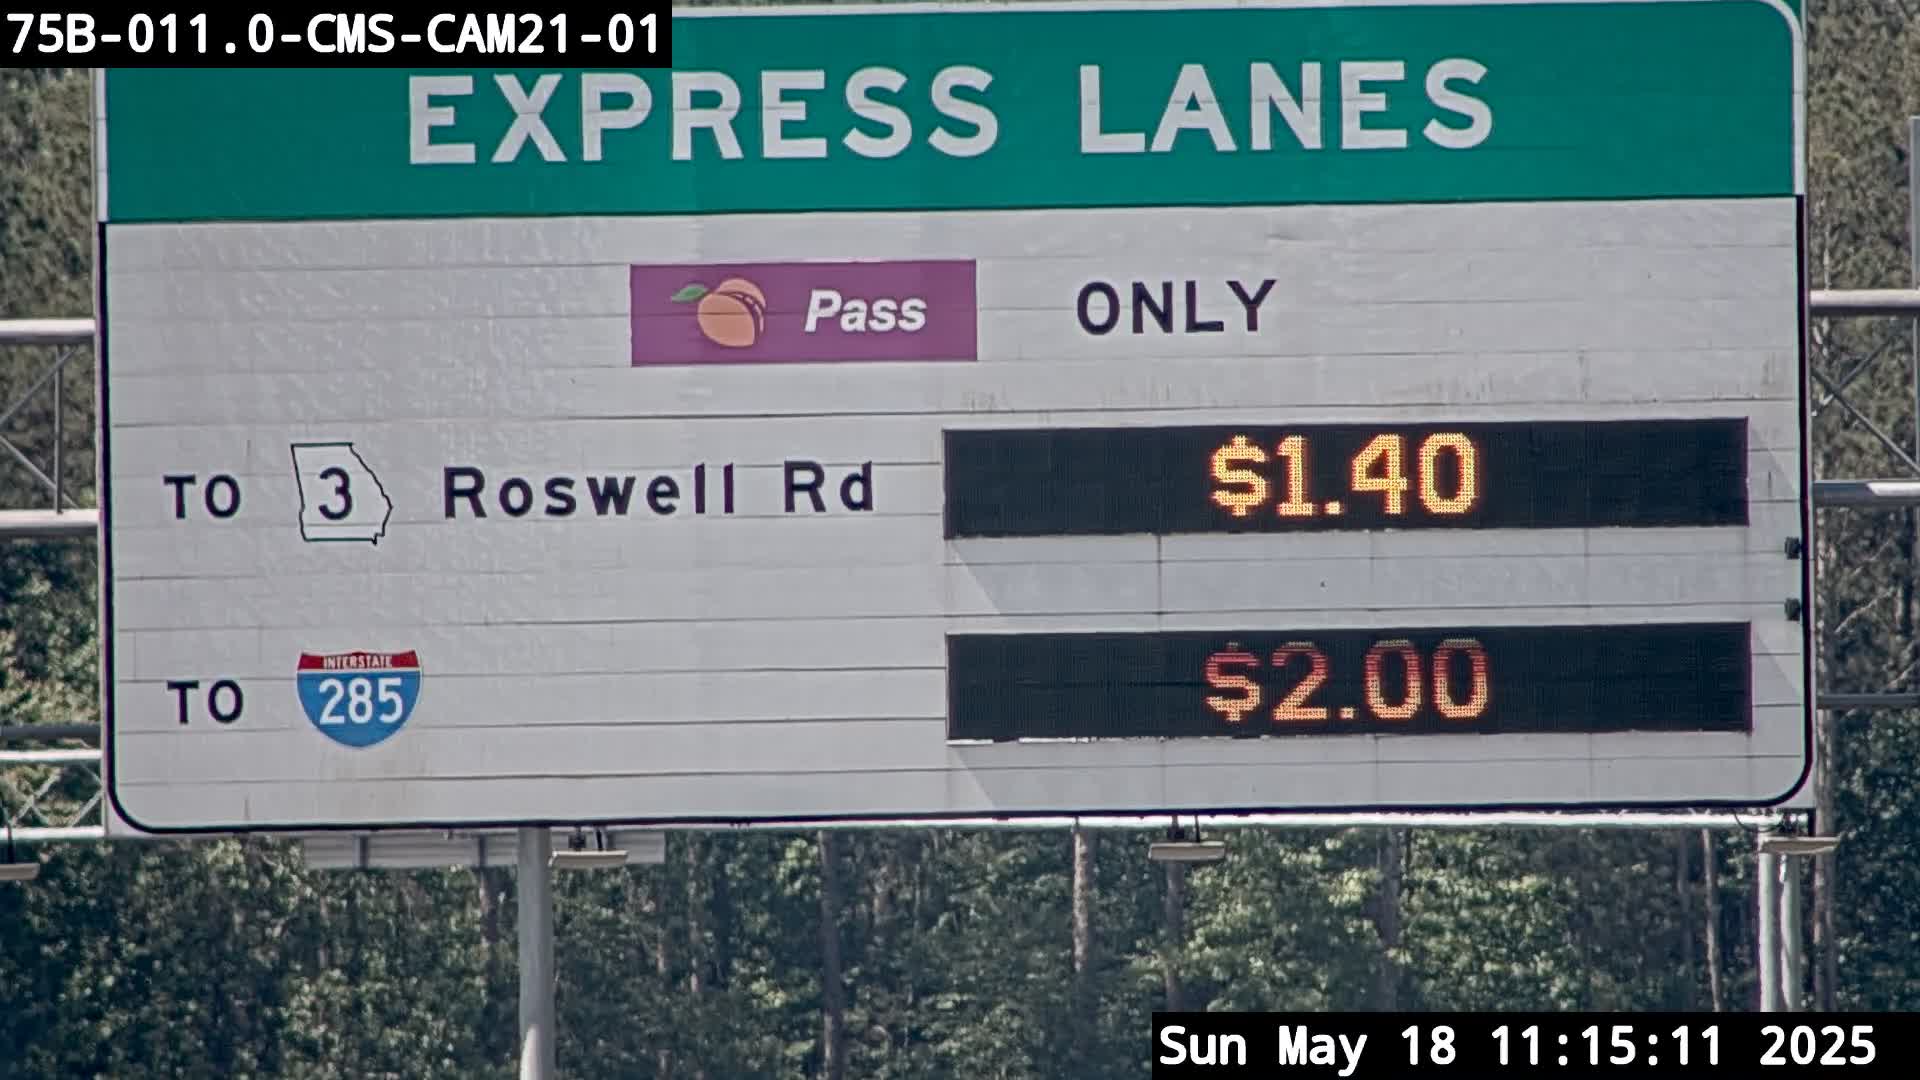 75B-011.0-CMS-CAM21-01
EXPRESS LANES
Pass ONLY
TO 3 Roswell Rd $1.40
INTERSTATE
TO 285 $2.00
Sun May 18 11:15:11 2025